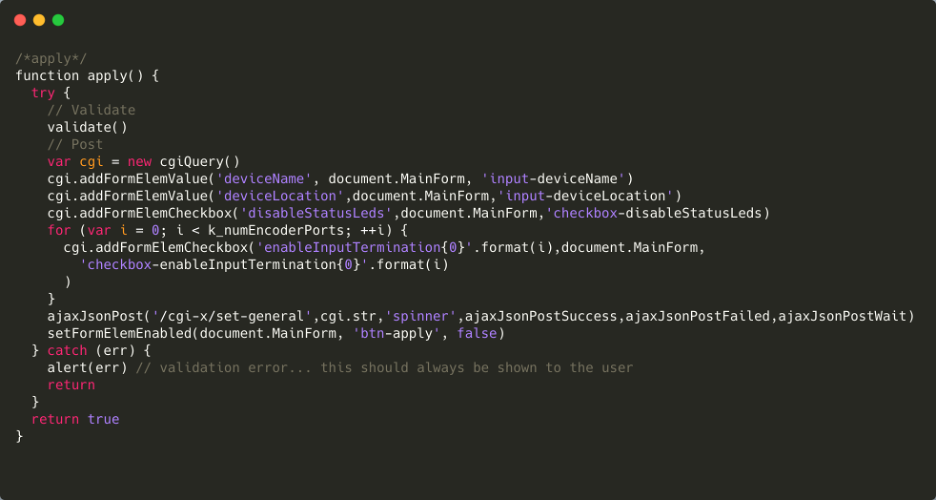 /*apply*/
function apply() {
  try {
    // Validate
    validate()
    // Post
    var cgi = new cgiQuery()
    cgi.addFormElemValue('deviceName', document.MainForm, 'input-deviceName')
    cgi.addFormElemValue('deviceLocation',document.MainForm,'input-deviceLocation')
    cgi.addFormElemCheckbox('disableStatusLeds',document.MainForm,'checkbox-disableStatusLeds)
    for (var i = 0; i < k_numEncoderPorts; ++i) {
      cgi.addFormElemCheckbox('enableInputTermination{0}'.format(i),document.MainForm,
        'checkbox-enableInputTermination{0}'.format(i)
      )
    }
    ajaxJsonPost('/cgi-x/set-general',cgi.str,'spinner',ajaxJsonPostSuccess,ajaxJsonPostFailed,ajaxJsonPostWait)
    setFormElemEnabled(document.MainForm, 'btn-apply', false)
  } catch (err) {
    alert(err) // validation error... this should always be shown to the user
    return
  }
  return true
}